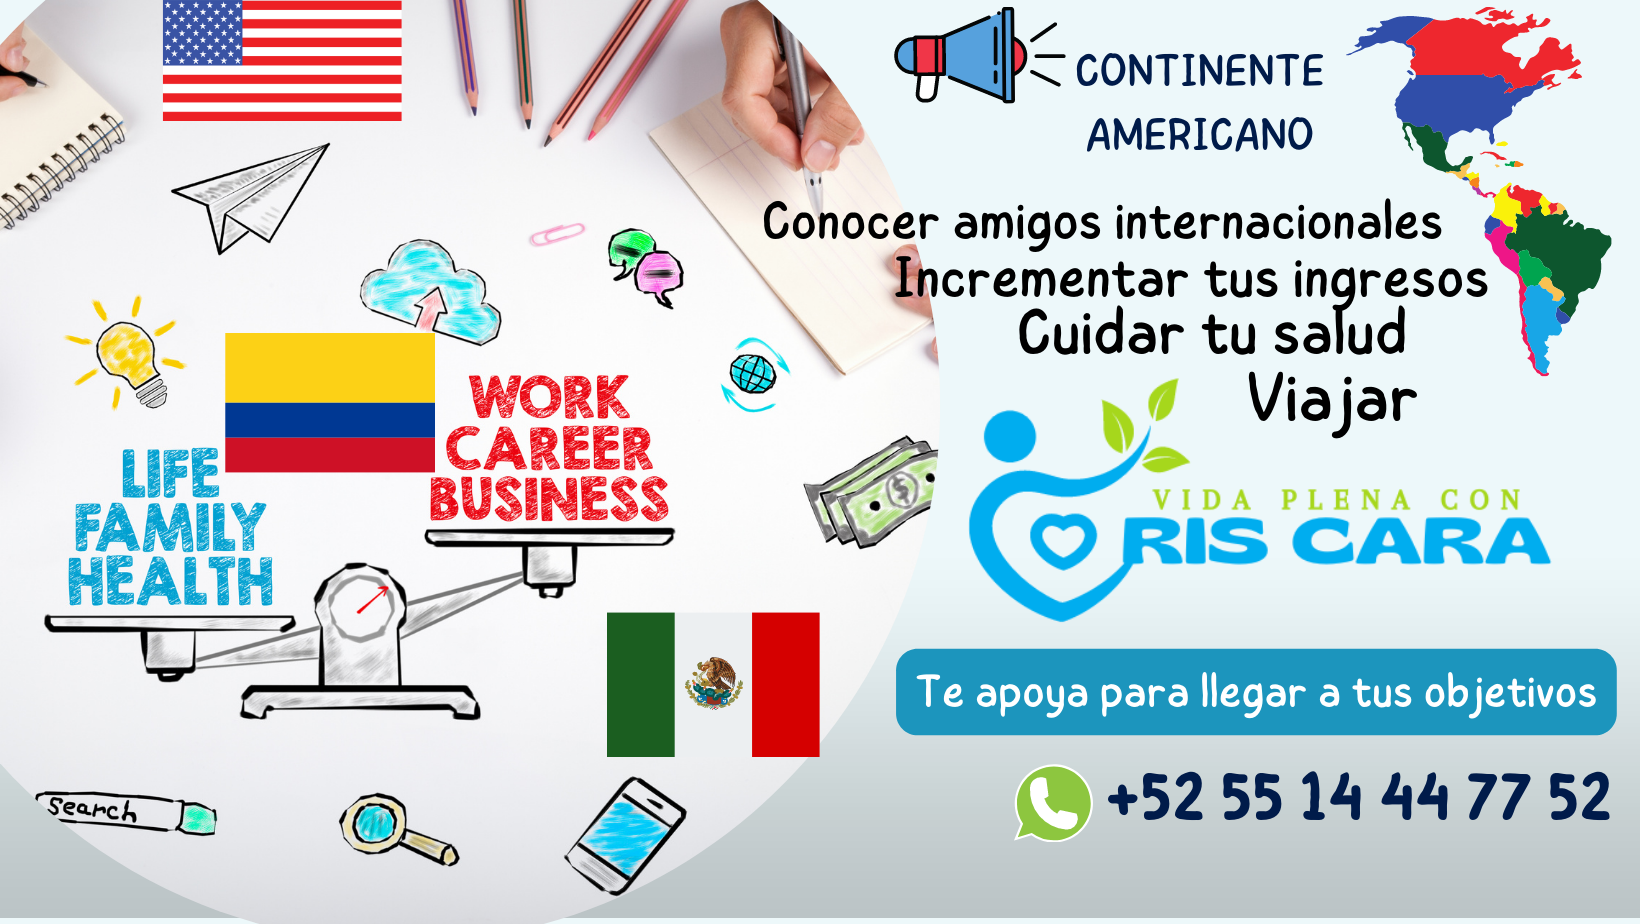 CONTINENTE
AMERICANO
Conocer amigos internacionales
Incrementar tus ingresos
Cuidar tu salud
Viajar
WORK
CAREER
BUSINESS
LIFE
FAMILY
HEALTH
VIDA PLENA CON
RIS CARA
Te apoya para llegar a tus objetivos
+52 55 14 44 77 52
Search